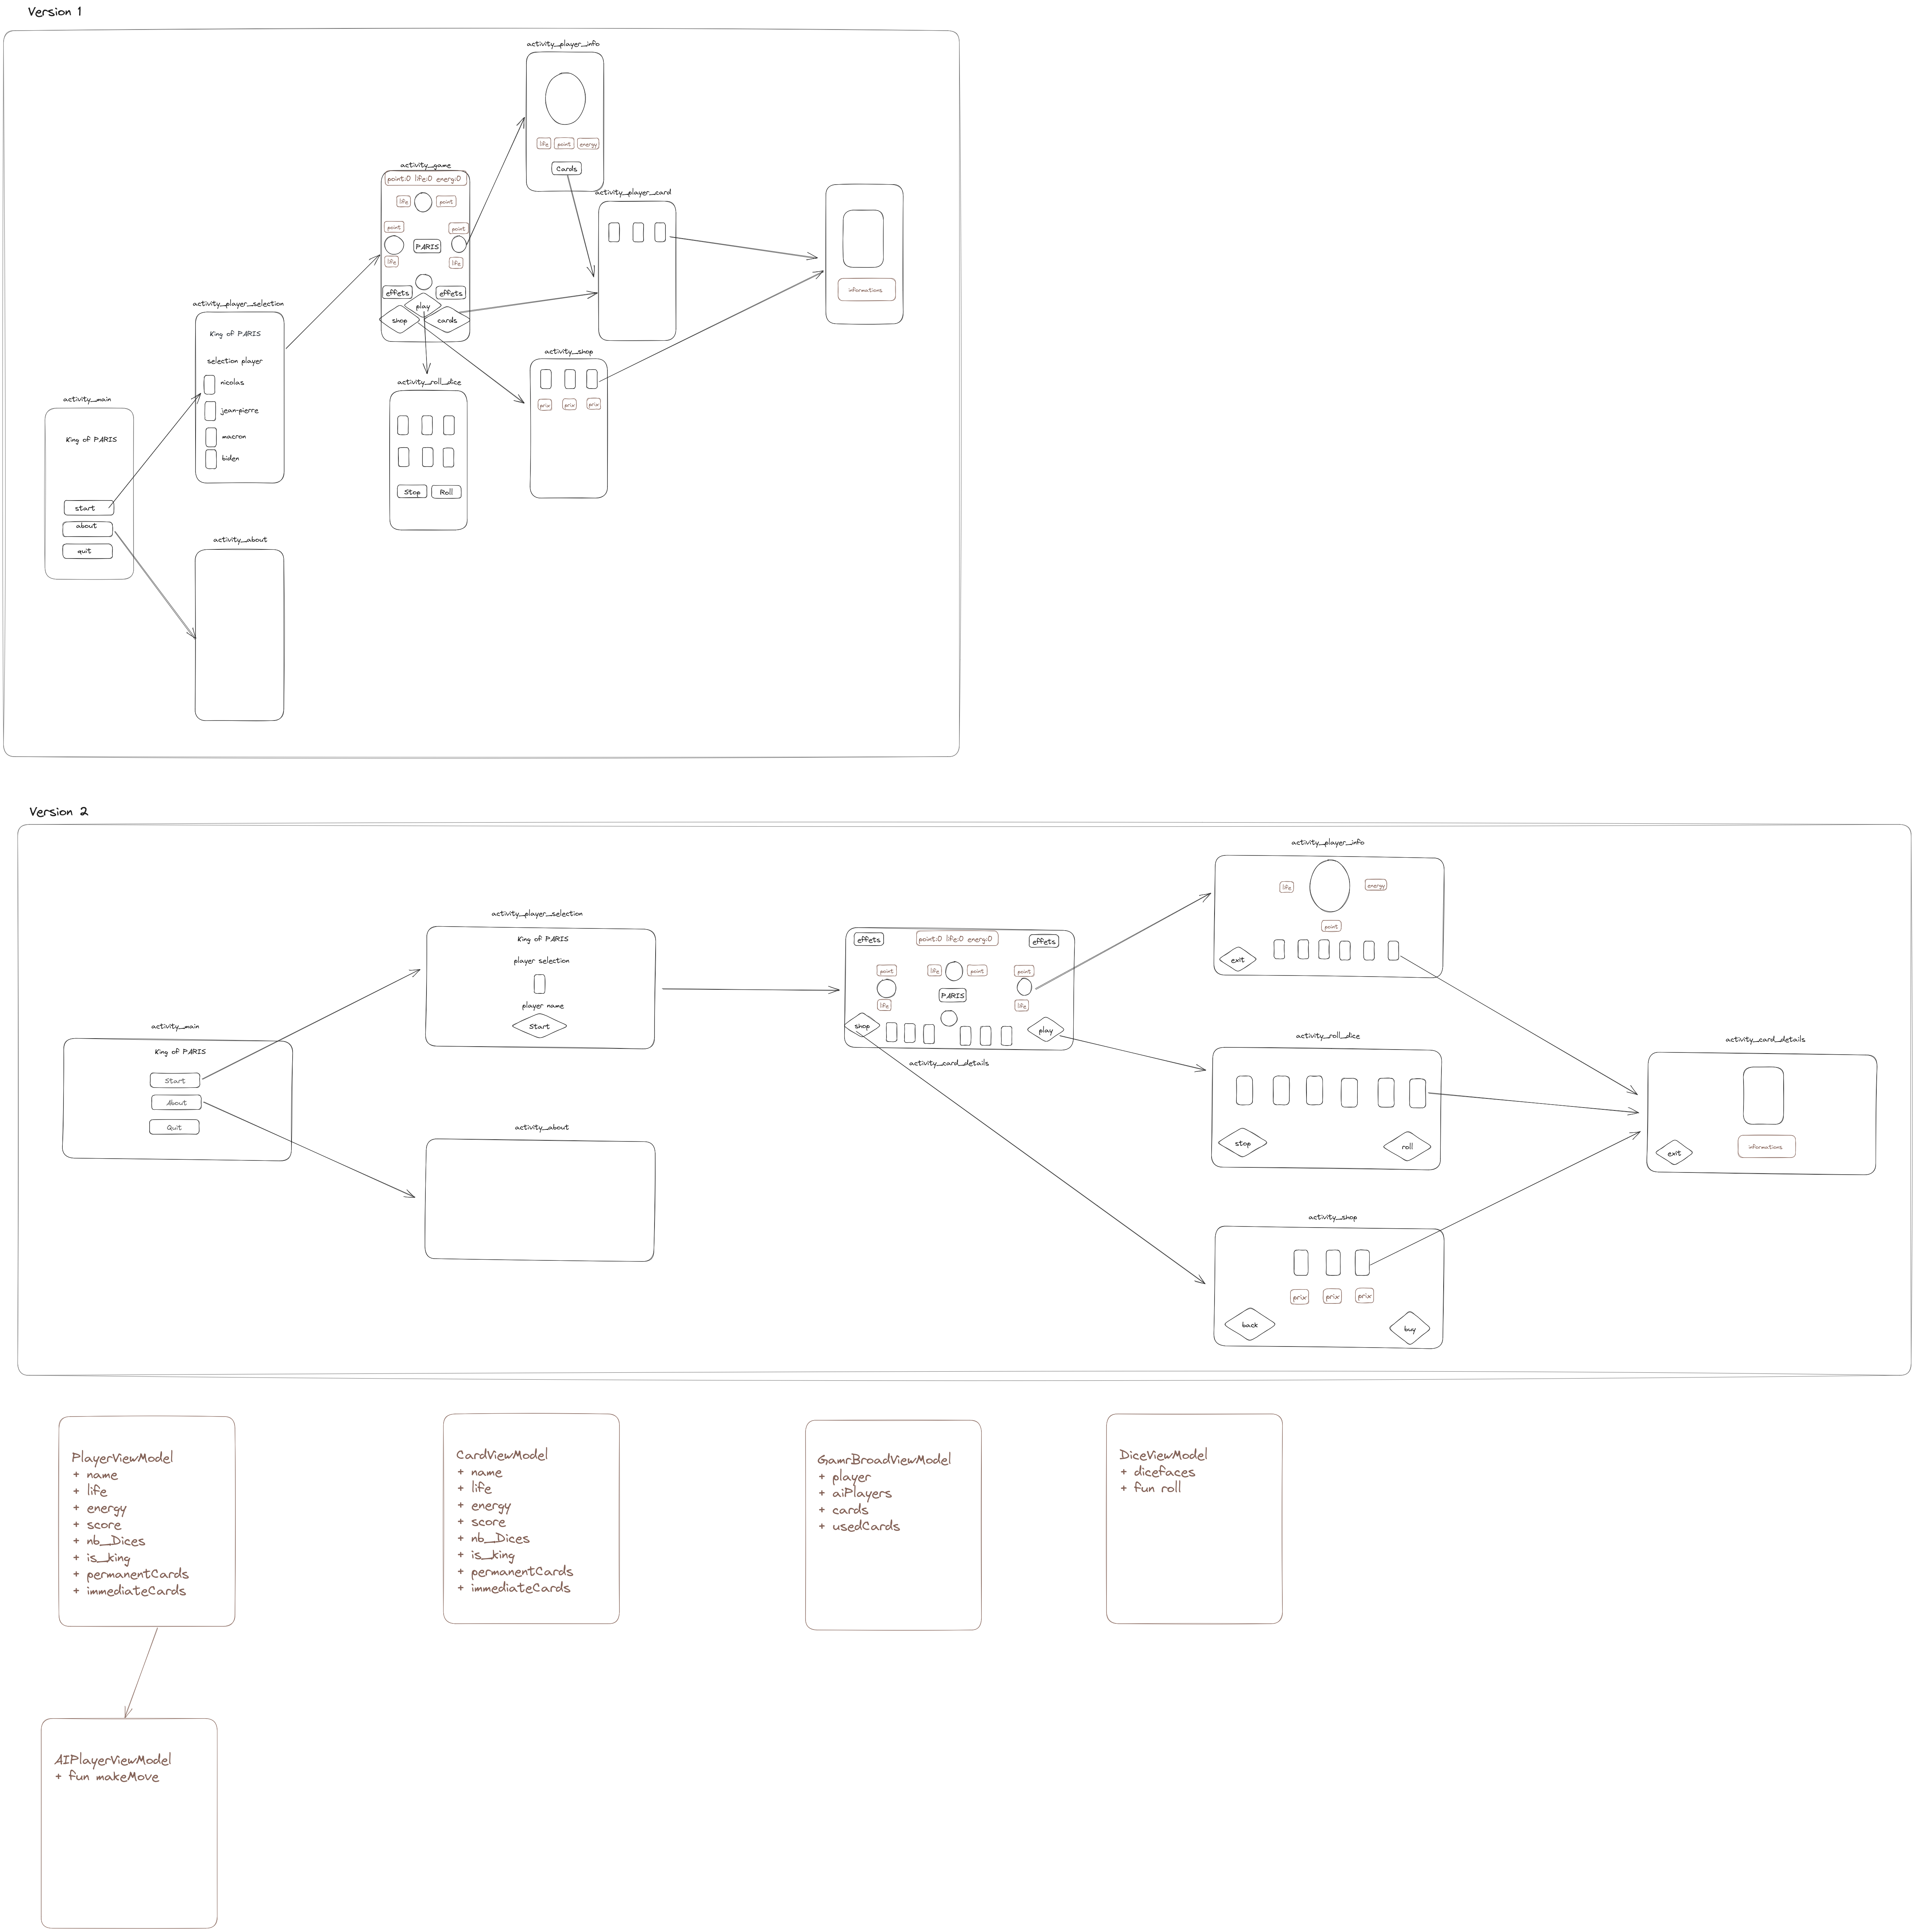 Version 1
activity_player_info
life point energy
Cards
activity_game
point:0 life:0 energ:0
life point
point point
PARIS
life life
effets effets
play
shop cards
activity_player_card
informations
activity_player_selection
King of PARIS
selection player
nicolas
jean-pierre
macron
biden
activity_shop
prix prix prix
activity_roll_dice
Stop Roll
activity_main
King of PARIS
start
about
quit
activity_about
Version 2
activity_main
King of PARIS
Start
About
Quit
activity_player_selection
King of PARIS
player selection
player name
Start
activity_about
effets point:0 life:0 energ:0 effets
point life point point
PARIS
life life
shop play
activity_card_details
activity_player_info
life energy
point
exit
activity_roll_dice
stop roll
activity_shop
prix prix prix
back buy
activity_card_details
informations
exit
PlayerViewModel
+ name
+ life
+ energy
+ score
+ nb_Dices
+ is_king
+ permanentCards
+ immediateCards
CardViewModel
+ name
+ life
+ energy
+ score
+ nb_Dices
+ is_king
+ permanentCards
+ immediateCards
GamrBroadViewModel
+ player
+ aiPlayers
+ cards
+ usedCards
DiceViewModel
+ dicefaces
+ fun roll
AIPlayerViewModel
+ fun makeMove